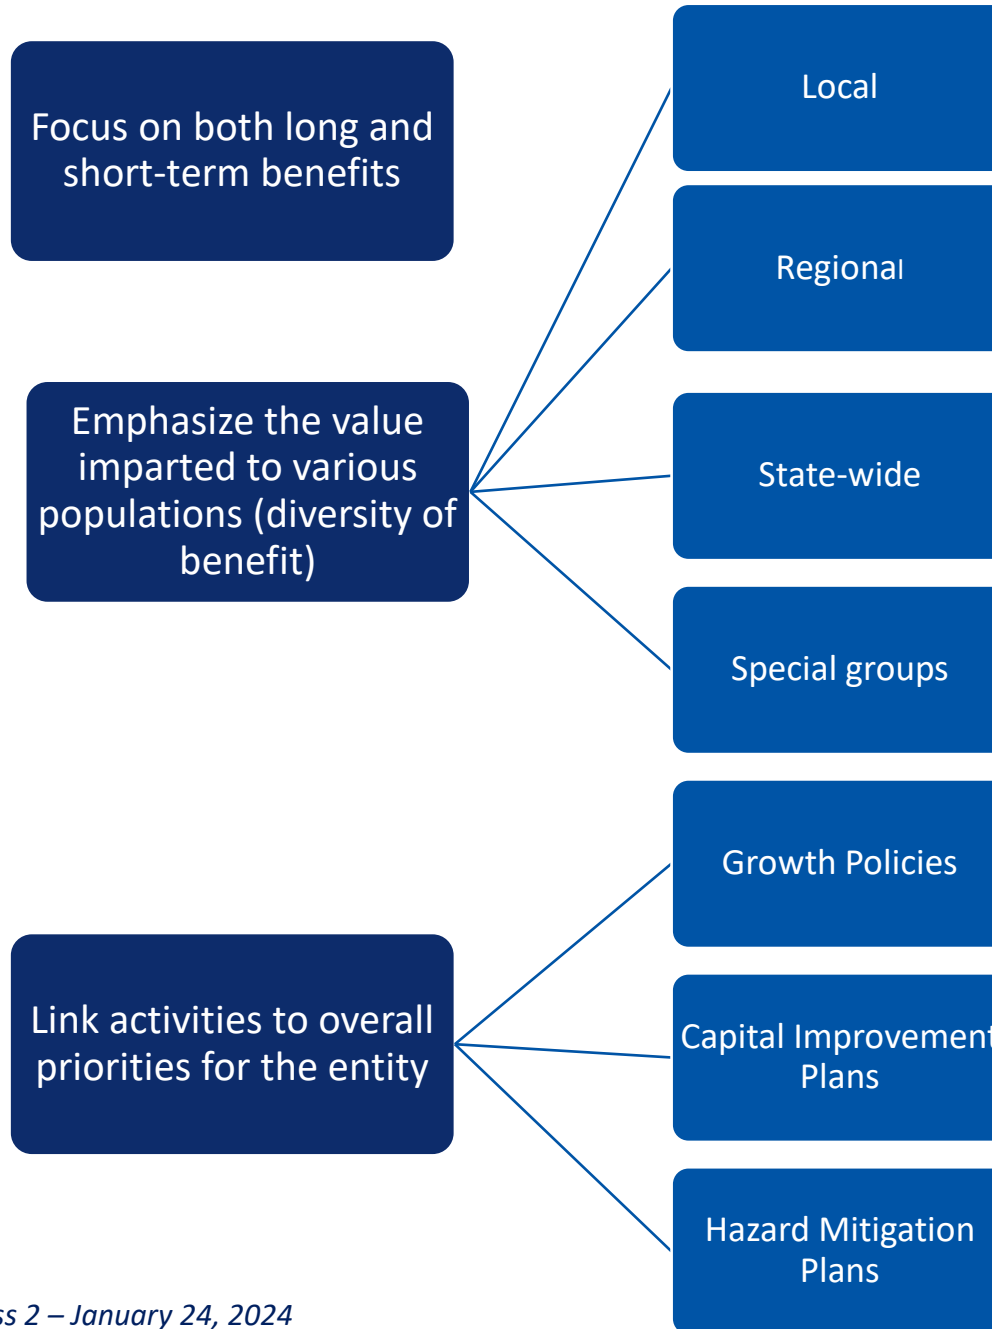 Focus on both long and
short-term benefits
Emphasize the value
imparted to various
populations (diversity of
benefit)
Local
Regional
State-wide
Special groups
Link activities to overall
priorities for the entity
Growth Policies
Capital Improvement
Plans
Hazard Mitigation
Plans
2 – January 24, 2024